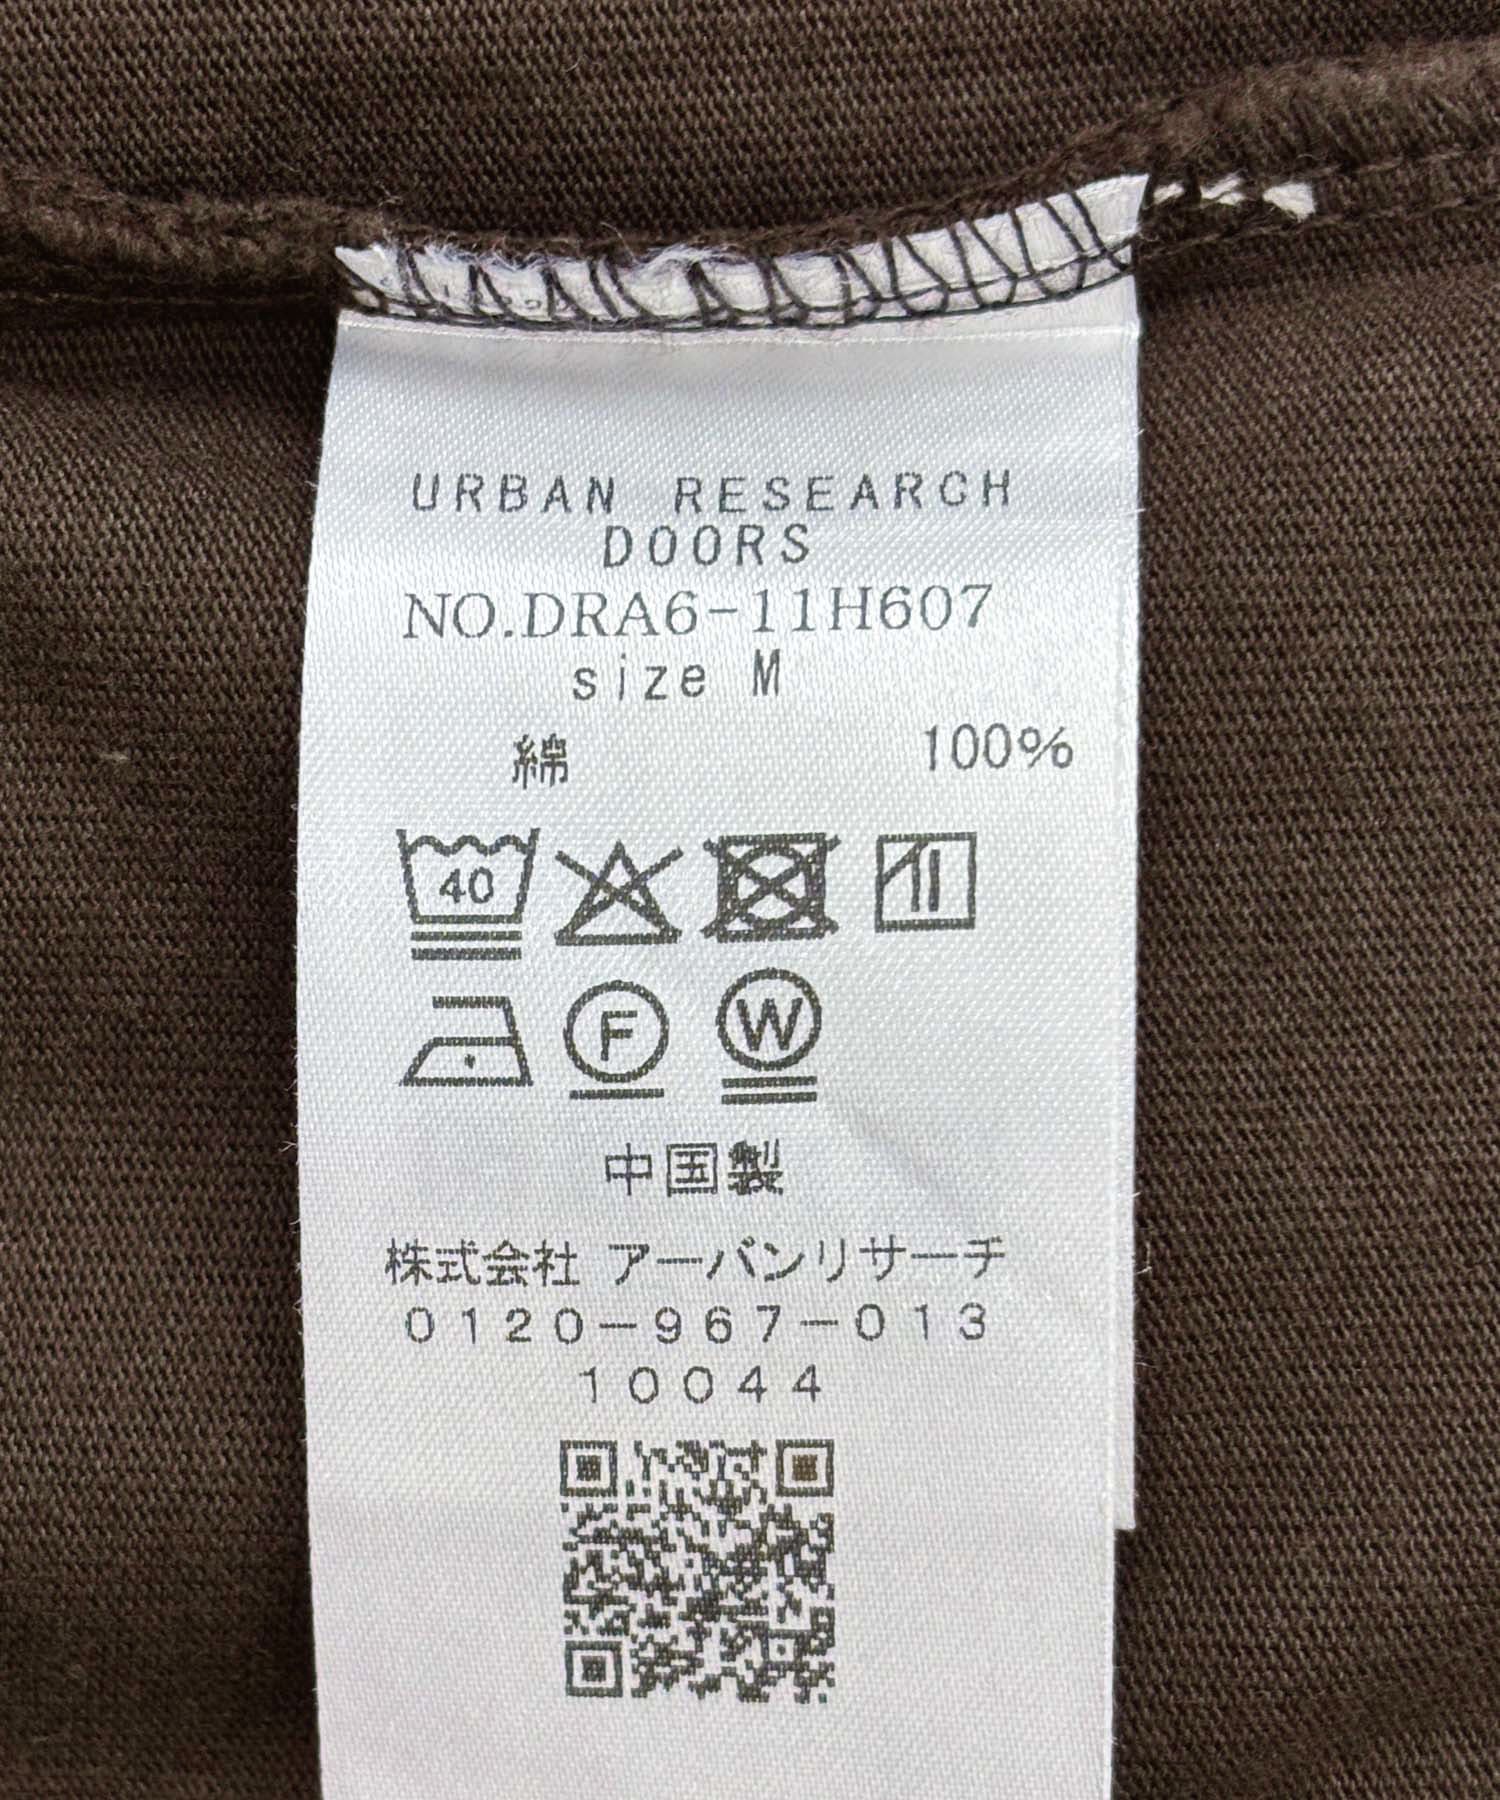 URBAN RESEARCH
DOORS
NO.DRA6-11H607
size M
綿 100%
40
F W
中国製
株式会社 アーバンリサーチ
0120-967-013
10044